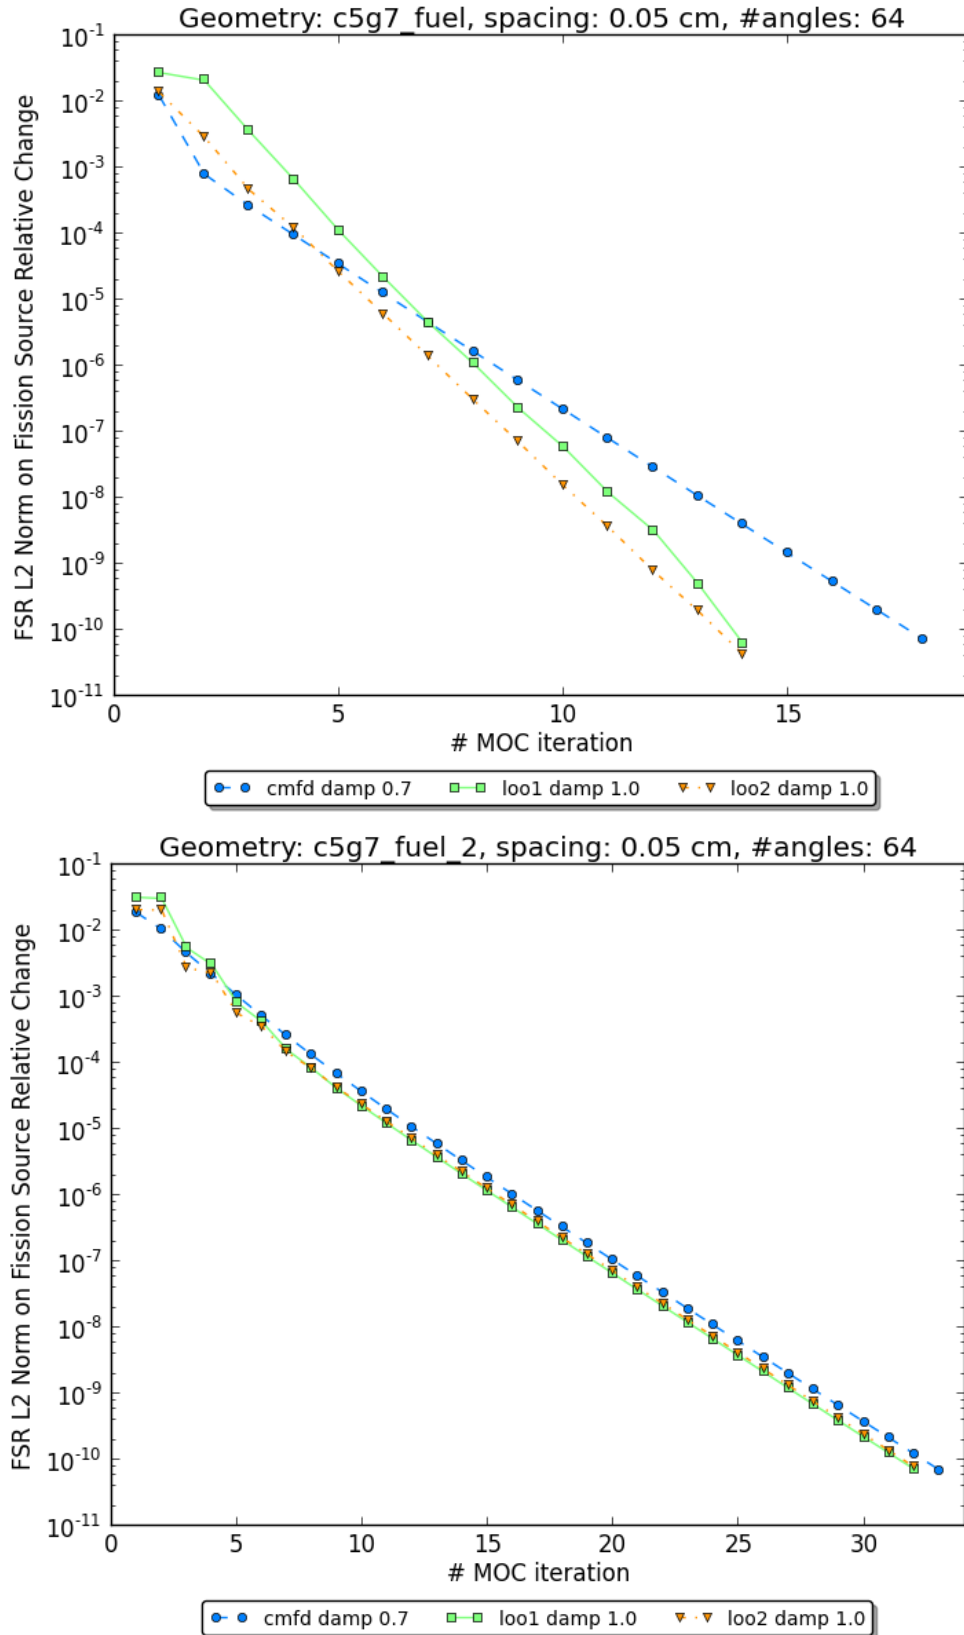 Geometry: c5g7_fuel, spacing: 0.05 cm, #angles: 64
FSR L2 Norm on Fission Source Relative Change
10^-1
10^-2
10^-3
10^-4
10^-5
10^-6
10^-7
10^-8
10^-9
10^-10
10^-11
0 5 10 15
# MOC iteration
cmfd damp 0.7 loo1 damp 1.0 loo2 damp 1.0
Geometry: c5g7_fuel_2, spacing: 0.05 cm, #angles: 64
FSR L2 Norm on Fission Source Relative Change
10^-1
10^-2
10^-3
10^-4
10^-5
10^-6
10^-7
10^-8
10^-9
10^-10
10^-11
0 5 10 15 20 25 30
# MOC iteration
cmfd damp 0.7 loo1 damp 1.0 loo2 damp 1.0